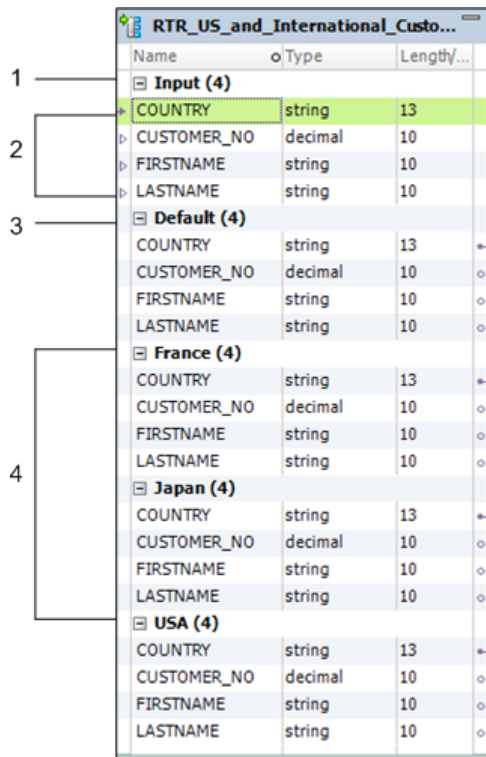 RTR_US_and_International_Custo...
Name Type Length/...
1 Input (4)
COUNTRY string 13
CUSTOMER_NO decimal 10
2
FIRSTNAME string 10
LASTNAME string 10
3 Default (4)
COUNTRY string 13
CUSTOMER_NO decimal 10
FIRSTNAME string 10
LASTNAME string 10
France (4)
COUNTRY string 13
CUSTOMER_NO decimal 10
FIRSTNAME string 10
LASTNAME string 10
4 Japan (4)
COUNTRY string 13
CUSTOMER_NO decimal 10
FIRSTNAME string 10
LASTNAME string 10
USA (4)
COUNTRY string 13
CUSTOMER_NO decimal 10
FIRSTNAME string 10
LASTNAME string 10